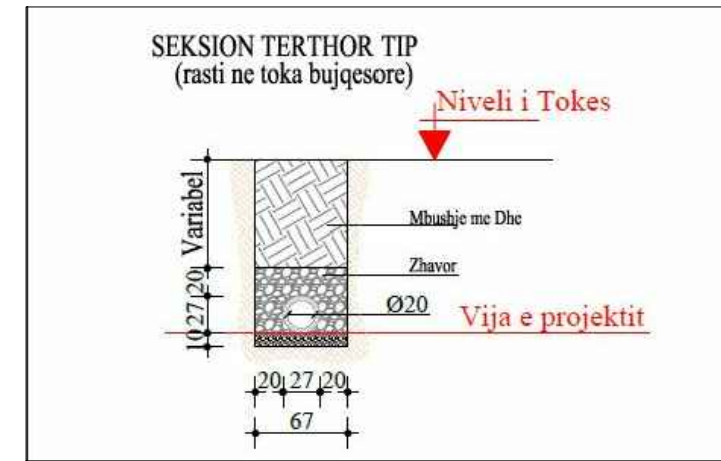 SEKSION TERTHOR TIP
(rasti ne toka bujqesore)
Niveli i Tokes
Variabel
Mbushje me Dhe
Zhavor
20
27
10
Ø20
Vija e projektit
20 27 20
67